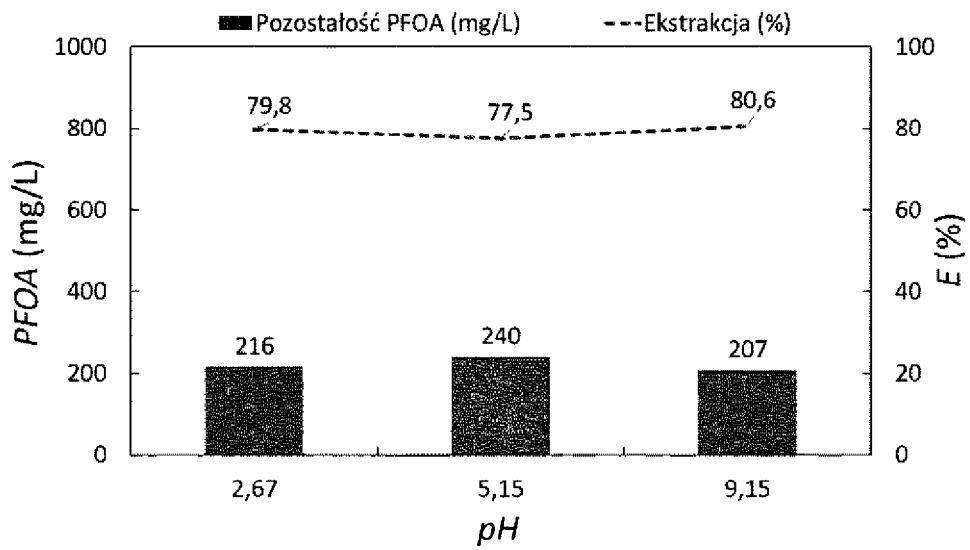 Pozostałość PFOA (mg/L) Ekstrakcja (%)
1000 100
79,8 77,5 80,6
800 80
600 60
PFOA (mg/L) E (%)
400 40
216 240 207
200 20
0 0
2,67 5,15 9,15
pH